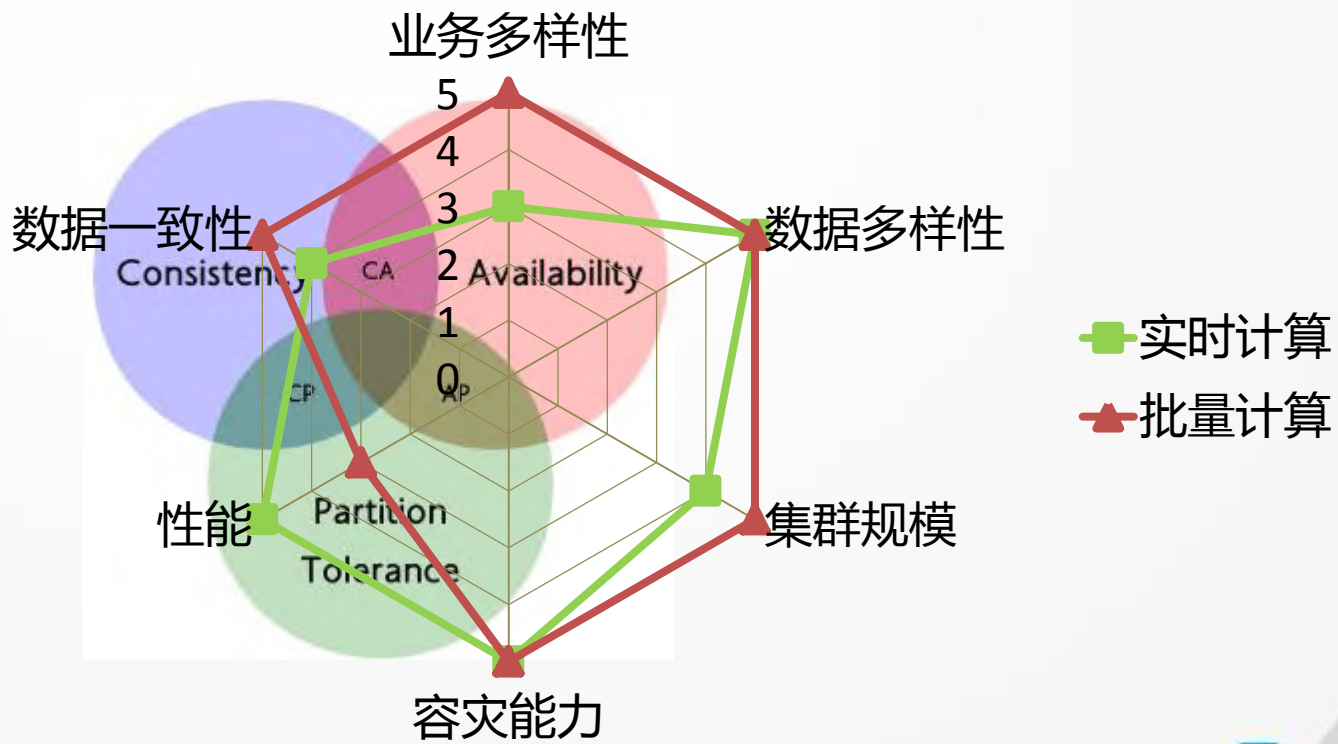 业务多样性
5
4
3
2
1
0
数据一致性
数据多样性
Consistency
CA
Availability
CP
AP
性能
Partition
Tolerance
集群规模
容灾能力
实时计算
批量计算